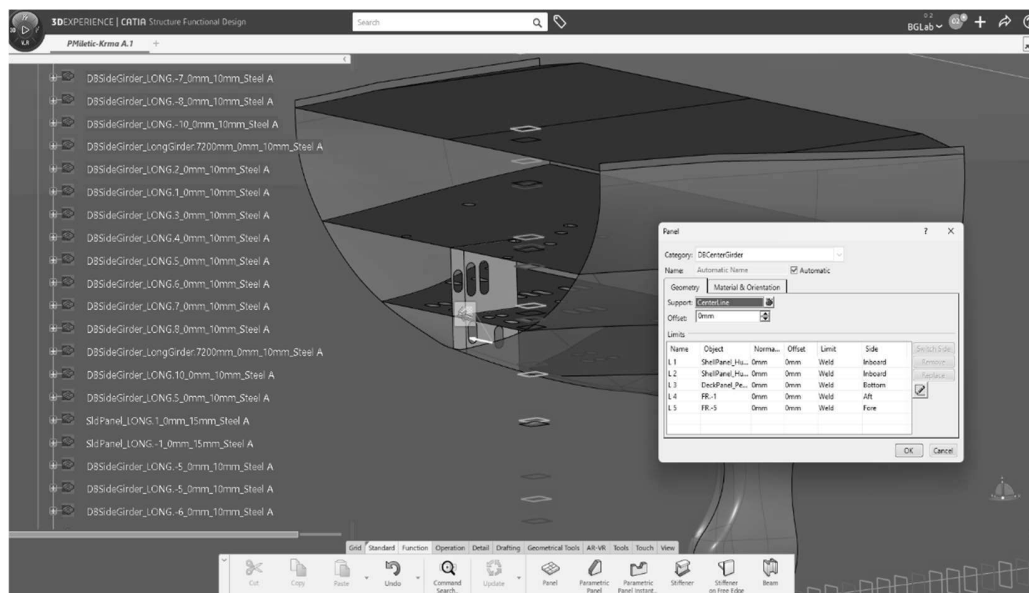 3DEXPERIENCE | CATIA Structure Functional Design
Search
BGLab
3D
V.R
PMiletic-Krma A.1
DBSideGirder_LONG.-7_0mm_10mm_Steel A
DBSideGirder_LONG.-8_0mm_10mm_Steel A
DBSideGirder_LONG.-10_0mm_10mm_Steel A
DBSideGirder_LongGirder.7200mm_0mm_10mm_Steel A
DBSideGirder_LONG.2_0mm_10mm_Steel A
DBSideGirder_LONG.1_0mm_10mm_Steel A
DBSideGirder_LONG.3_0mm_10mm_Steel A
DBSideGirder_LONG.4_0mm_10mm_Steel A
DBSideGirder_LONG.5_0mm_10mm_Steel A
DBSideGirder_LONG.6_0mm_10mm_Steel A
DBSideGirder_LONG.7_0mm_10mm_Steel A
DBSideGirder_LONG.8_0mm_10mm_Steel A
DBSideGirder_LongGirder.7200mm_0mm_10mm_Steel A
DBSideGirder_LONG.10_0mm_10mm_Steel A
DBSideGirder_LONG.5_0mm_10mm_Steel A
SldPanel_LONG.1_0mm_15mm_Steel A
SldPanel_LONG.-1_0mm_15mm_Steel A
DBSideGirder_LONG.-5_0mm_10mm_Steel A
DBSideGirder_LONG.-5_0mm_10mm_Steel A
DBSideGirder_LONG.-6_0mm_10mm_Steel A
Panel ? X
Category: DBCenterGirder
Name: Automatic Name Automatic
Geometry Material & Orientation
Support: CenterLine
Offset: 0mm
Limits
Name Object Norma... Offset Limit Side
L 1 ShellPanel_Hu... 0mm 0mm Weld Inboard
L 2 ShellPanel_Hu... 0mm 0mm Weld Inboard
L 3 DeckPanel_Pe... 0mm 0mm Weld Bottom
L 4 FR.-1 0mm 0mm Weld Aft
L 5 FR.-5 0mm 0mm Weld Fore
Switch Side
Remove
Replace
OK Cancel
Grid Standard Function Operation Detail Drafting Geometrical Tools AR-VR Tools Touch View
Cut Copy Paste Undo Command Search... Update Panel Parametric Panel Parametric Panel Instant... Stiffener Stiffener on Free Edge Beam